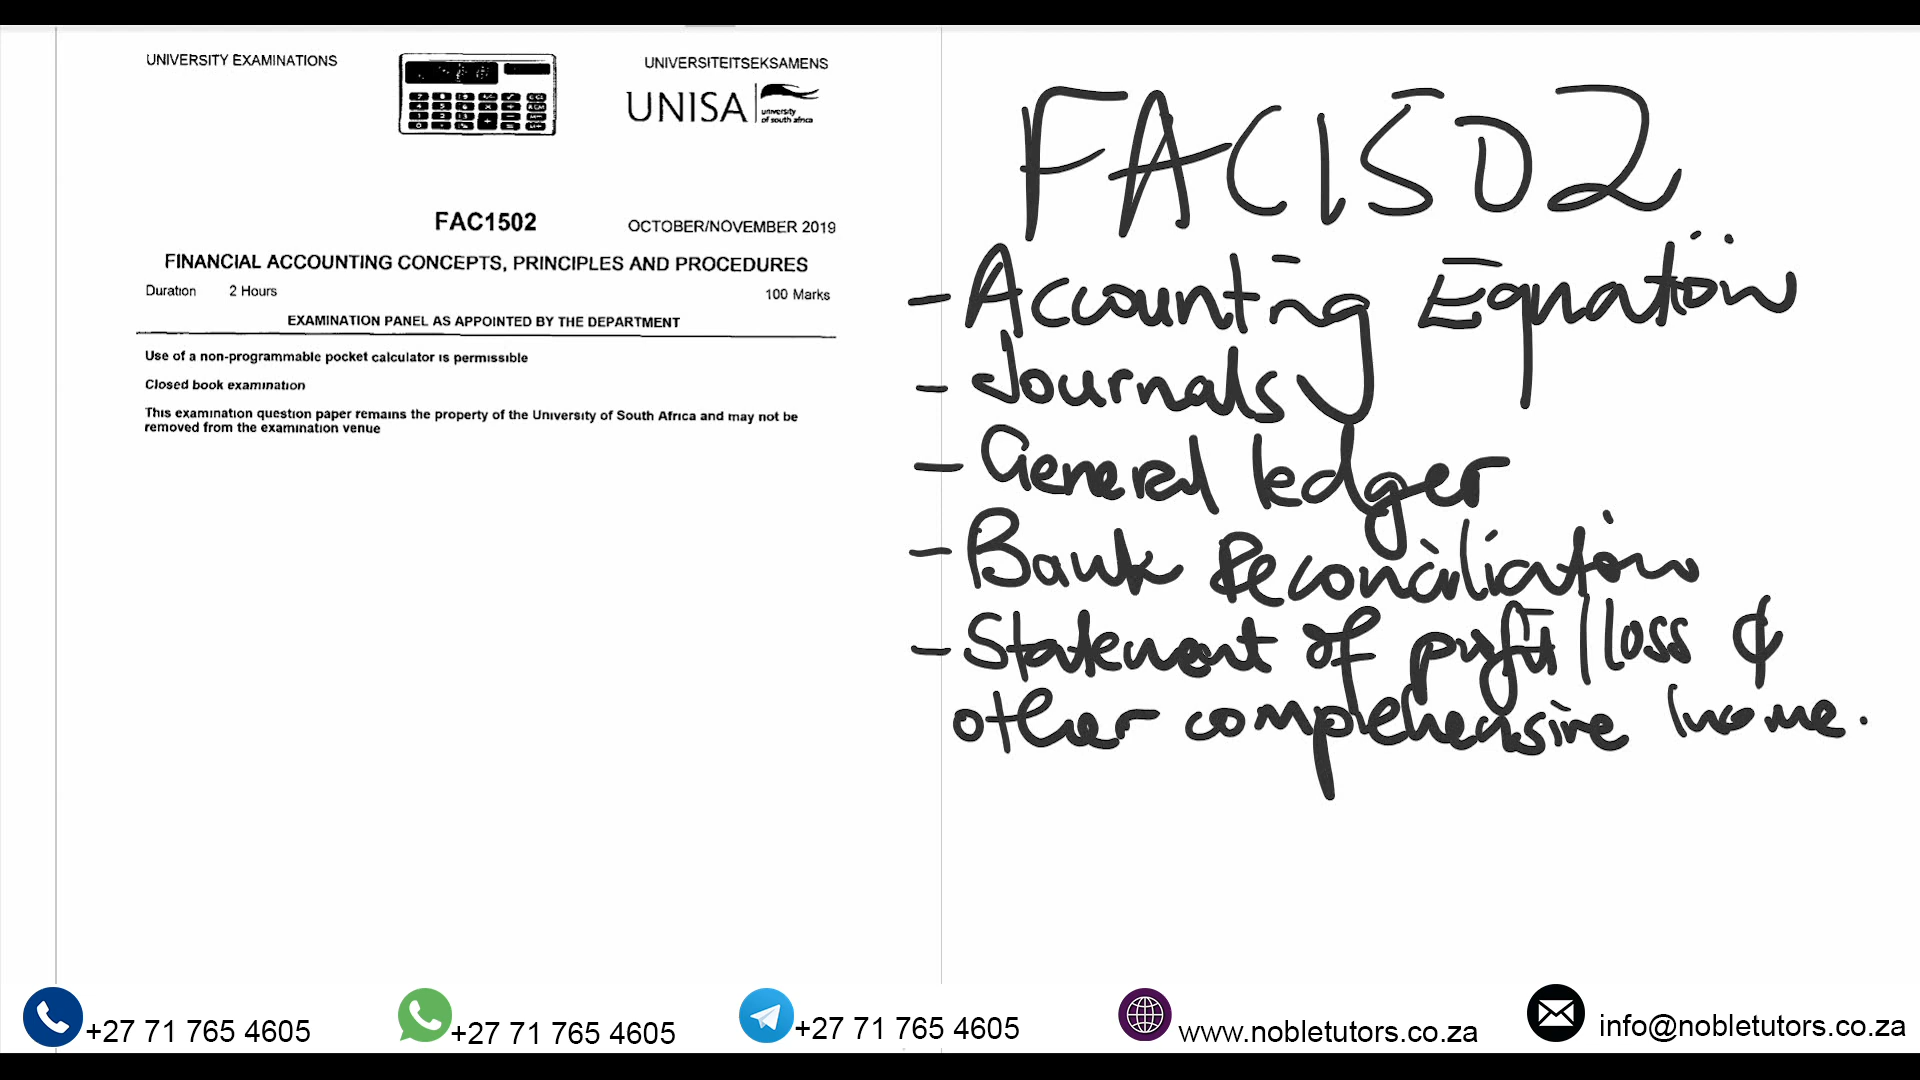 UNIVERSITY EXAMINATIONS
UNIVERSITEITSEKSAMENS
UNISA
university
of south africa
FAC1502
OCTOBER/NOVEMBER 2019
FINANCIAL ACCOUNTING CONCEPTS, PRINCIPLES AND PROCEDURES
Duration 2 Hours
100 Marks
EXAMINATION PANEL AS APPOINTED BY THE DEPARTMENT
Use of a non-programmable pocket calculator is permissible
Closed book examination
This examination question paper remains the property of the University of South Africa and may not be
removed from the examination venue
FAC1502
- Accounting Equation
- Journals
- General Ledger
- Bank Reconciliation
- Statement of profit/loss &
other comprehensive Income.
+27 71 765 4605
+27 71 765 4605
+27 71 765 4605
www.nobletutors.co.za
info@nobletutors.co.za